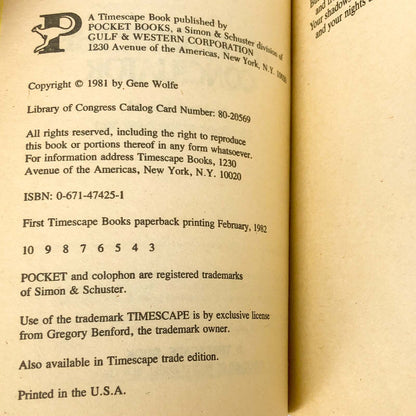 P
A Timescape Book published by
POCKET BOOKS, a Simon & Schuster division of
GULF & WESTERN CORPORATION
1230 Avenue of the Americas, New York, N.Y. 10020
Copyright © 1981 by Gene Wolfe
Library of Congress Catalog Card Number: 80-20569
All rights reserved, including the right to reproduce
this book or portions thereof in any form whatsoever.
For information address Timescape Books, 1230
Avenue of the Americas, New York, N.Y. 10020
ISBN: 0-671-47425-1
First Timescape Books paperback printing February, 1982
10 9 8 7 6 5 4 3
POCKET and colophon are registered trademarks
of Simon & Schuster.
Use of the trademark TIMESCAPE is by exclusive license
from Gregory Benford, the trademark owner.
Also available in Timescape trade edition.
Printed in the U.S.A.
Your shadow
and your nights